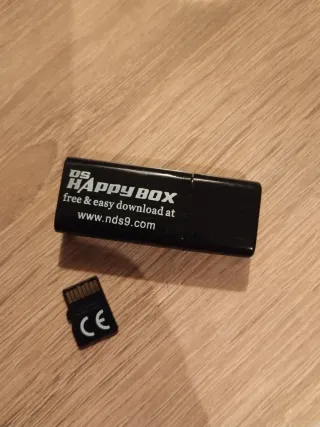 DS
HAPPY BOX
free & easy download at
www.nds9.com
CE